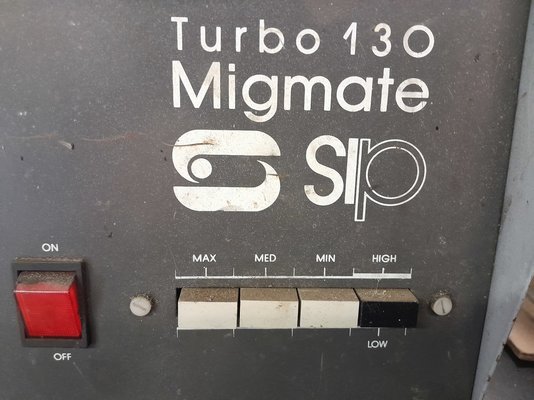 Turbo 130
Migmate
SIP
ON
MAX MED MIN HIGH
OFF
LOW